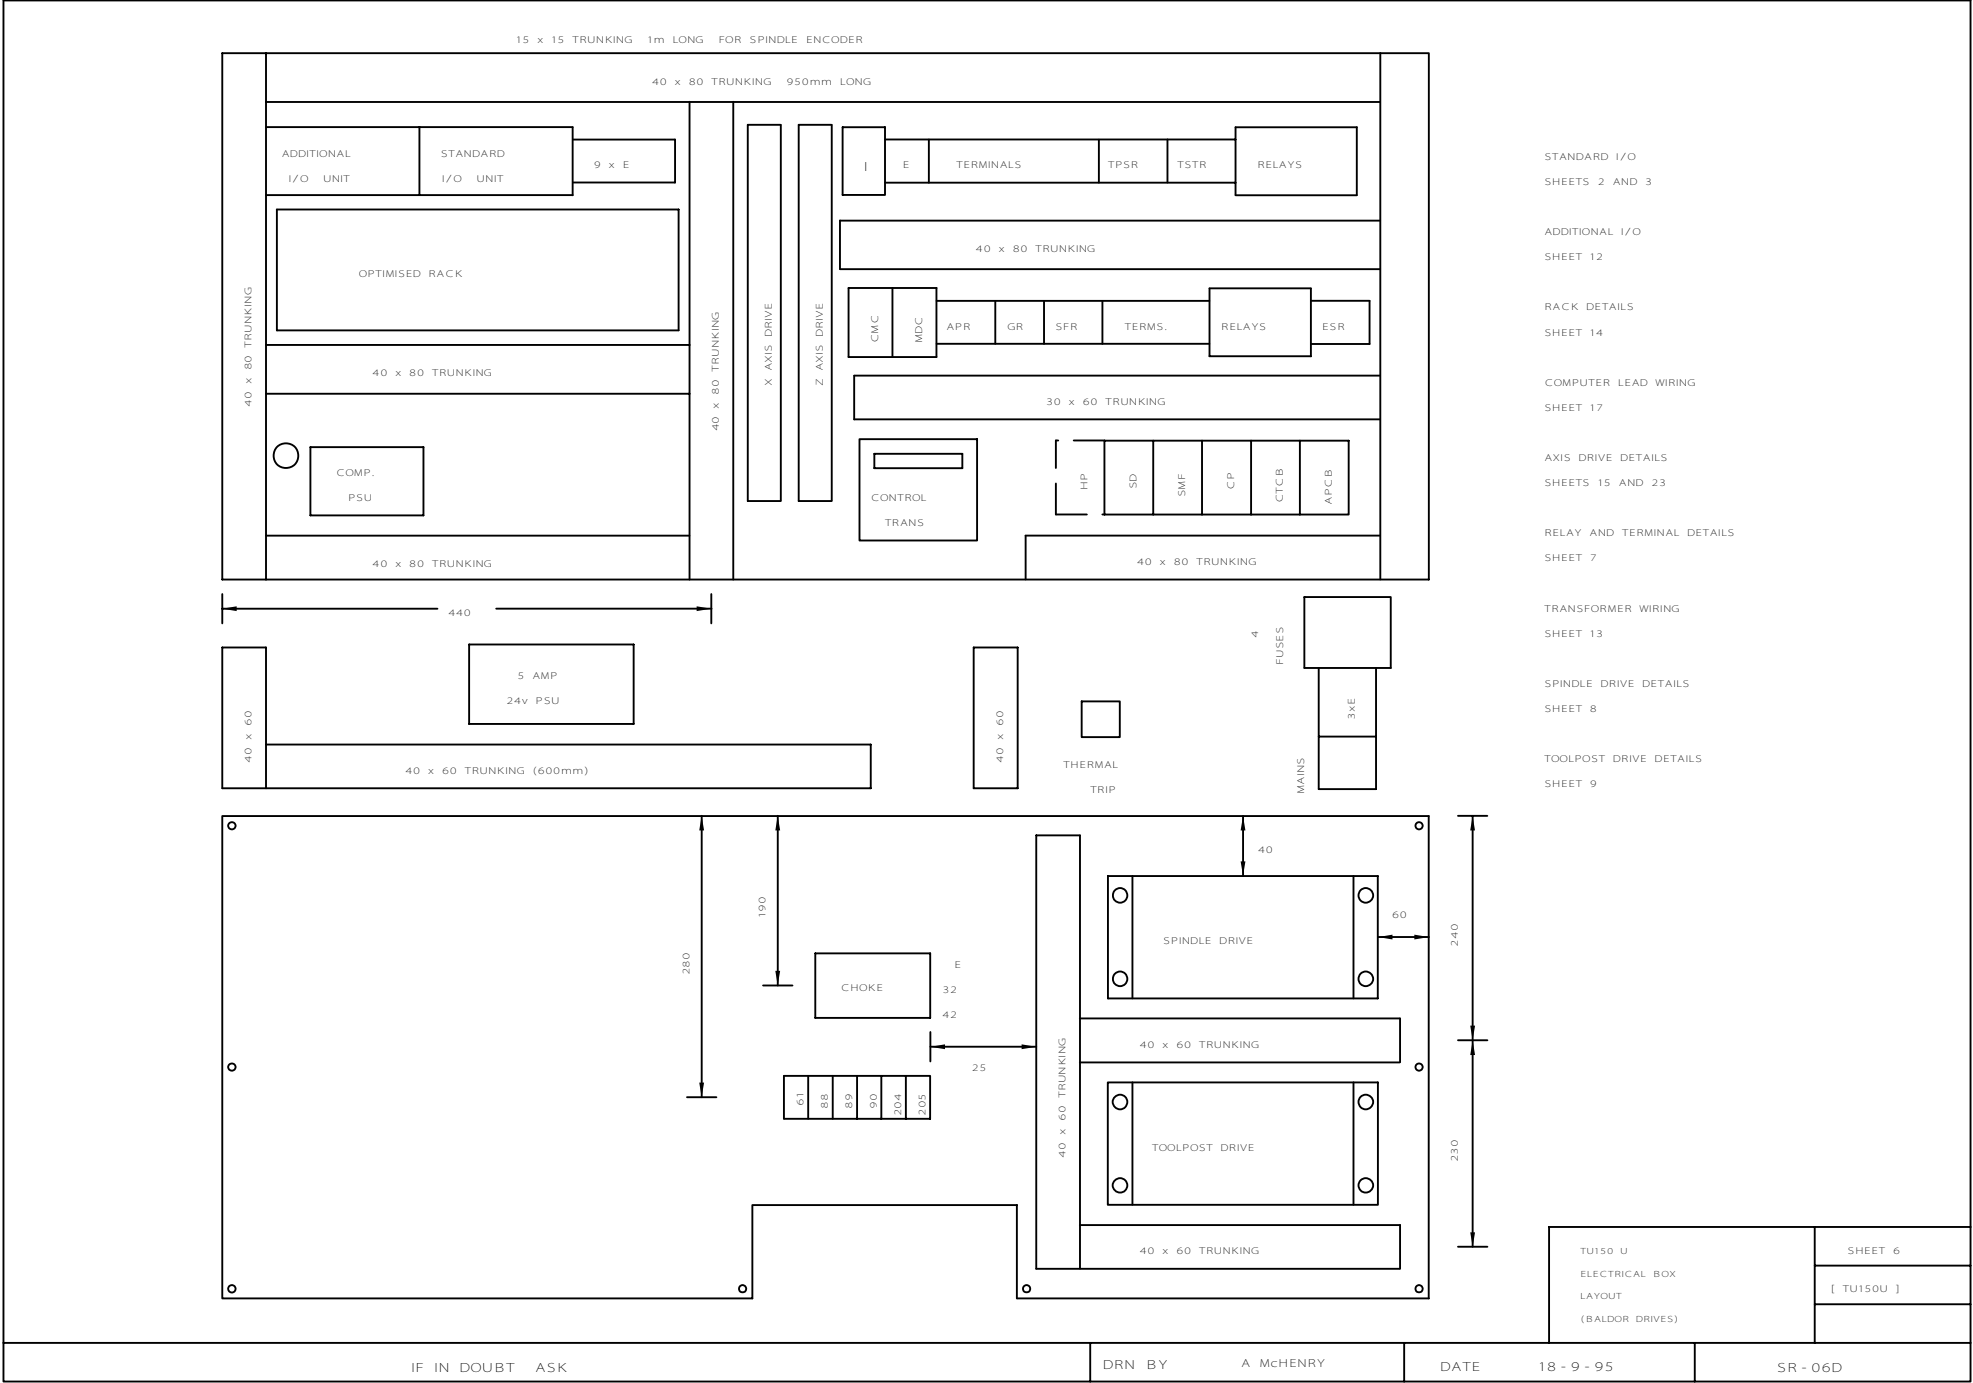 15 x 15 TRUNKING 1m LONG FOR SPINDLE ENCODER
40 x 80 TRUNKING 950mm LONG
40 x 80 TRUNKING
ADDITIONAL
I/O UNIT
STANDARD
I/O UNIT
9 x E
OPTIMISED RACK
40 x 80 TRUNKING
COMP.
PSU
40 x 80 TRUNKING
40 x 80 TRUNKING
X AXIS DRIVE
Z AXIS DRIVE
I
E
TERMINALS
TPSR
TSTR
RELAYS
40 x 80 TRUNKING
CMC
MDC
APR
GR
SFR
TERMS.
RELAYS
ESR
30 x 60 TRUNKING
CONTROL
TRANS
HP
SD
SMF
CP
CTCB
APCB
40 x 80 TRUNKING
440
40 x 60
5 AMP
24v PSU
40 x 60 TRUNKING (600mm)
40 x 60
THERMAL
TRIP
4
FUSES
3xE
MAINS
280
190
CHOKE
E
32
42
25
61
88
89
90
204
205
40 x 60 TRUNKING
40
SPINDLE DRIVE
60
240
40 x 60 TRUNKING
TOOLPOST DRIVE
230
40 x 60 TRUNKING
STANDARD I/O
SHEETS 2 AND 3
ADDITIONAL I/O
SHEET 12
RACK DETAILS
SHEET 14
COMPUTER LEAD WIRING
SHEET 17
AXIS DRIVE DETAILS
SHEETS 15 AND 23
RELAY AND TERMINAL DETAILS
SHEET 7
TRANSFORMER WIRING
SHEET 13
SPINDLE DRIVE DETAILS
SHEET 8
TOOLPOST DRIVE DETAILS
SHEET 9
TU150 U
ELECTRICAL BOX
LAYOUT
(BALDOR DRIVES)
SHEET 6
[ TU150U ]
IF IN DOUBT ASK
DRN BY A McHENRY
DATE 18 - 9 - 95
SR - 06D